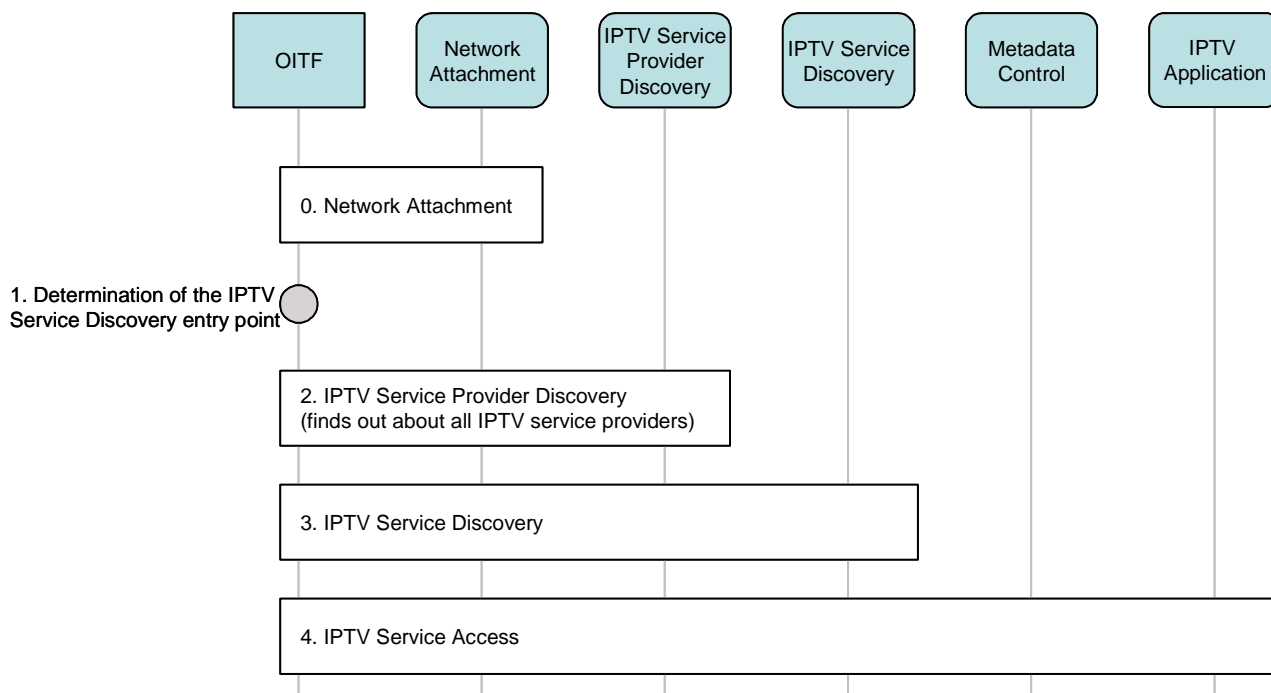 OITF
Network
Attachment
IPTV Service
Provider
Discovery
IPTV Service
Discovery
Metadata
Control
IPTV
Application
0. Network Attachment
1. Determination of the IPTV
Service Discovery entry point
2. IPTV Service Provider Discovery
(finds out about all IPTV service providers)
3. IPTV Service Discovery
4. IPTV Service Access